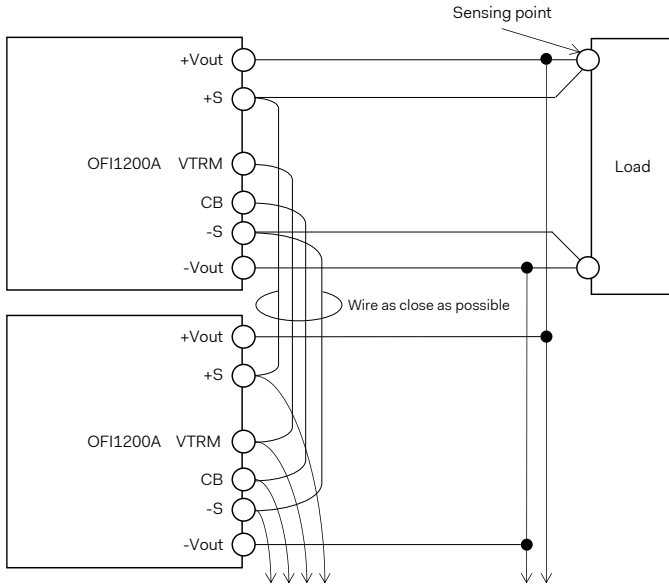 Sensing point
+Vout
+S
OFI1200A VTRM
Load
CB
-S
-Vout
Wire as close as possible
+Vout
+S
OFI1200A VTRM
CB
-S
-Vout